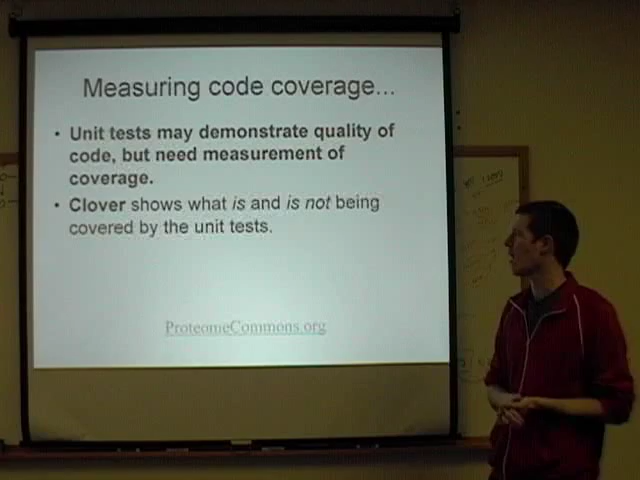 Measuring code coverage...
• Unit tests may demonstrate quality of
code, but need measurement of
coverage.
• Clover shows what is and is not being
covered by the unit tests.
ProteomeCommons.org